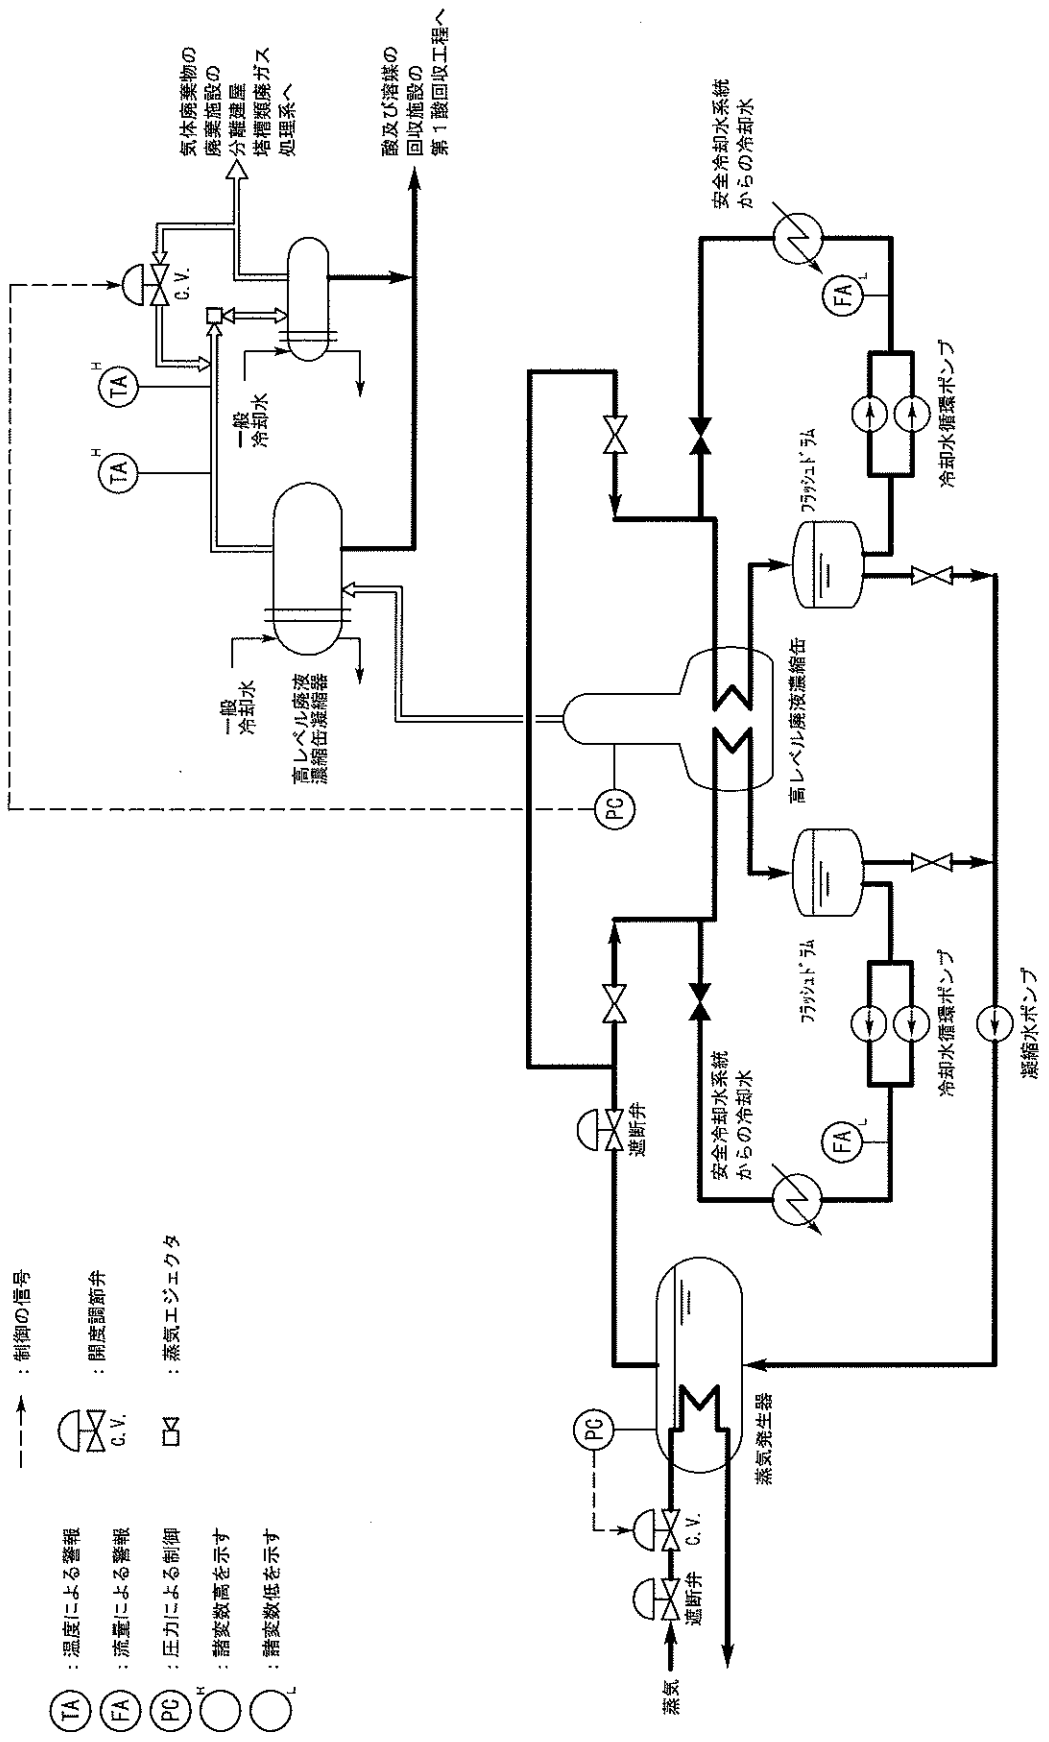 TA : 温度による警報
FA : 流量による警報
PC : 圧力による制御
H : 諸変数高を示す
L : 諸変数低を示す
: 制御の信号
C. V. : 開度調節弁
: 蒸気エジェクタ
気体廃棄物の
廃棄施設の
分離建屋
塔槽類廃ガス
処理系へ
酸及び溶媒の
回収施設の
第1酸回収工程へ
C. V.
TA H
TA H
一般
冷却水
一般
冷却水
高レベル廃液
濃縮缶凝縮器
PC
高レベル廃液濃縮缶
安全冷却水系統
からの冷却水
FA L
冷却水循環ポンプ
フラッシュドラム
フラッシュドラム
冷却水循環ポンプ
凝縮水ポンプ
遮断弁
安全冷却水系統
からの冷却水
FA L
PC
蒸気発生器
C. V.
遮断弁
蒸気